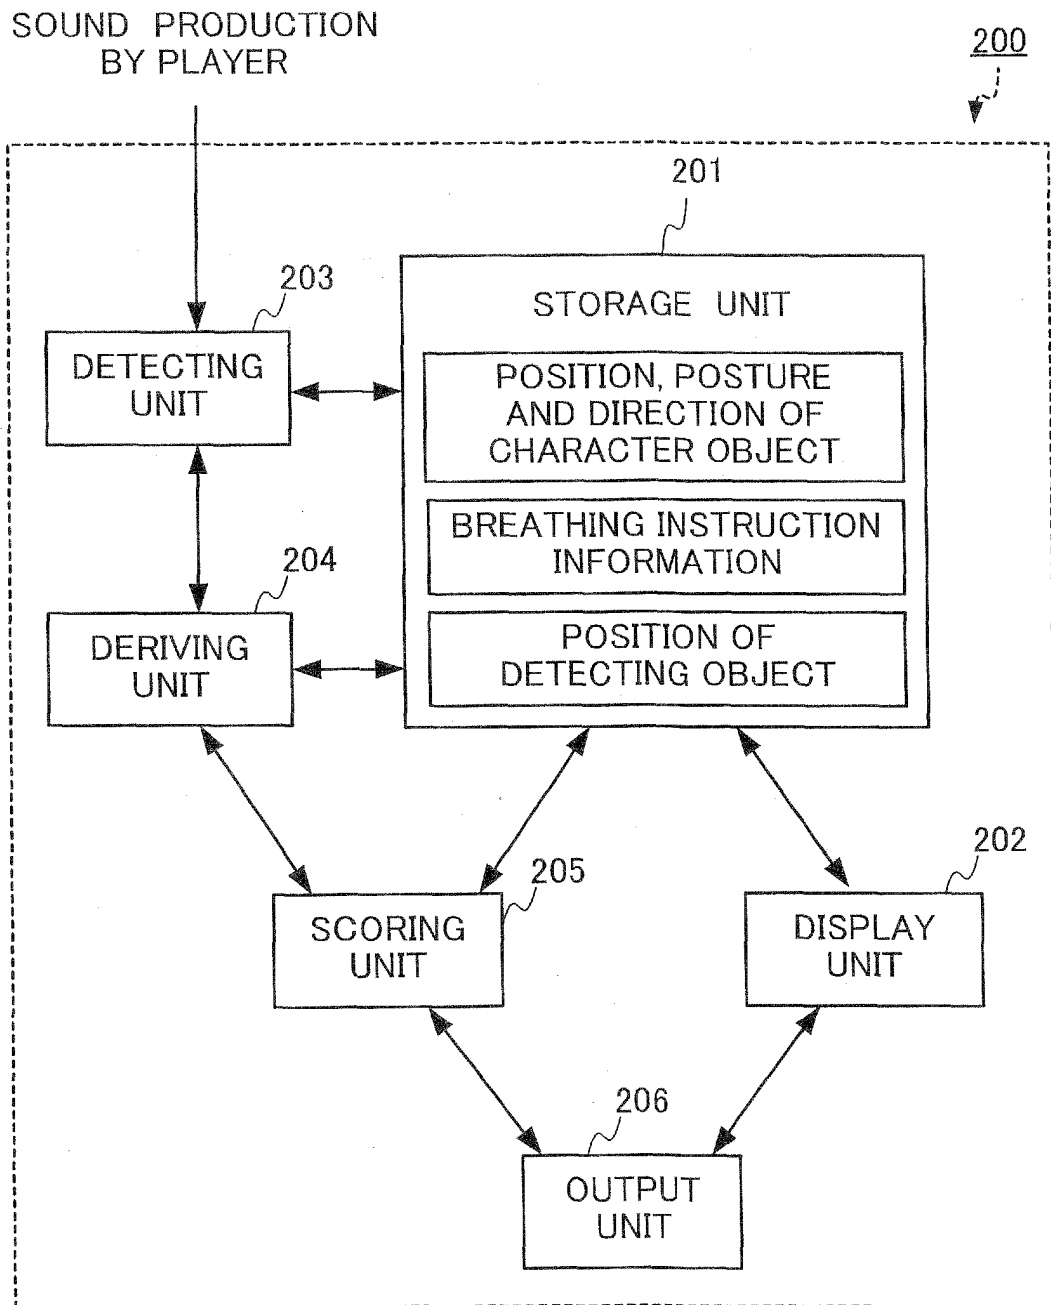 SOUND PRODUCTION
BY PLAYER
200
201
203
STORAGE UNIT
DETECTING
UNIT
POSITION, POSTURE
AND DIRECTION OF
CHARACTER OBJECT
BREATHING INSTRUCTION
INFORMATION
204
DERIVING
UNIT
POSITION OF
DETECTING OBJECT
205
202
SCORING
UNIT
DISPLAY
UNIT
206
OUTPUT
UNIT